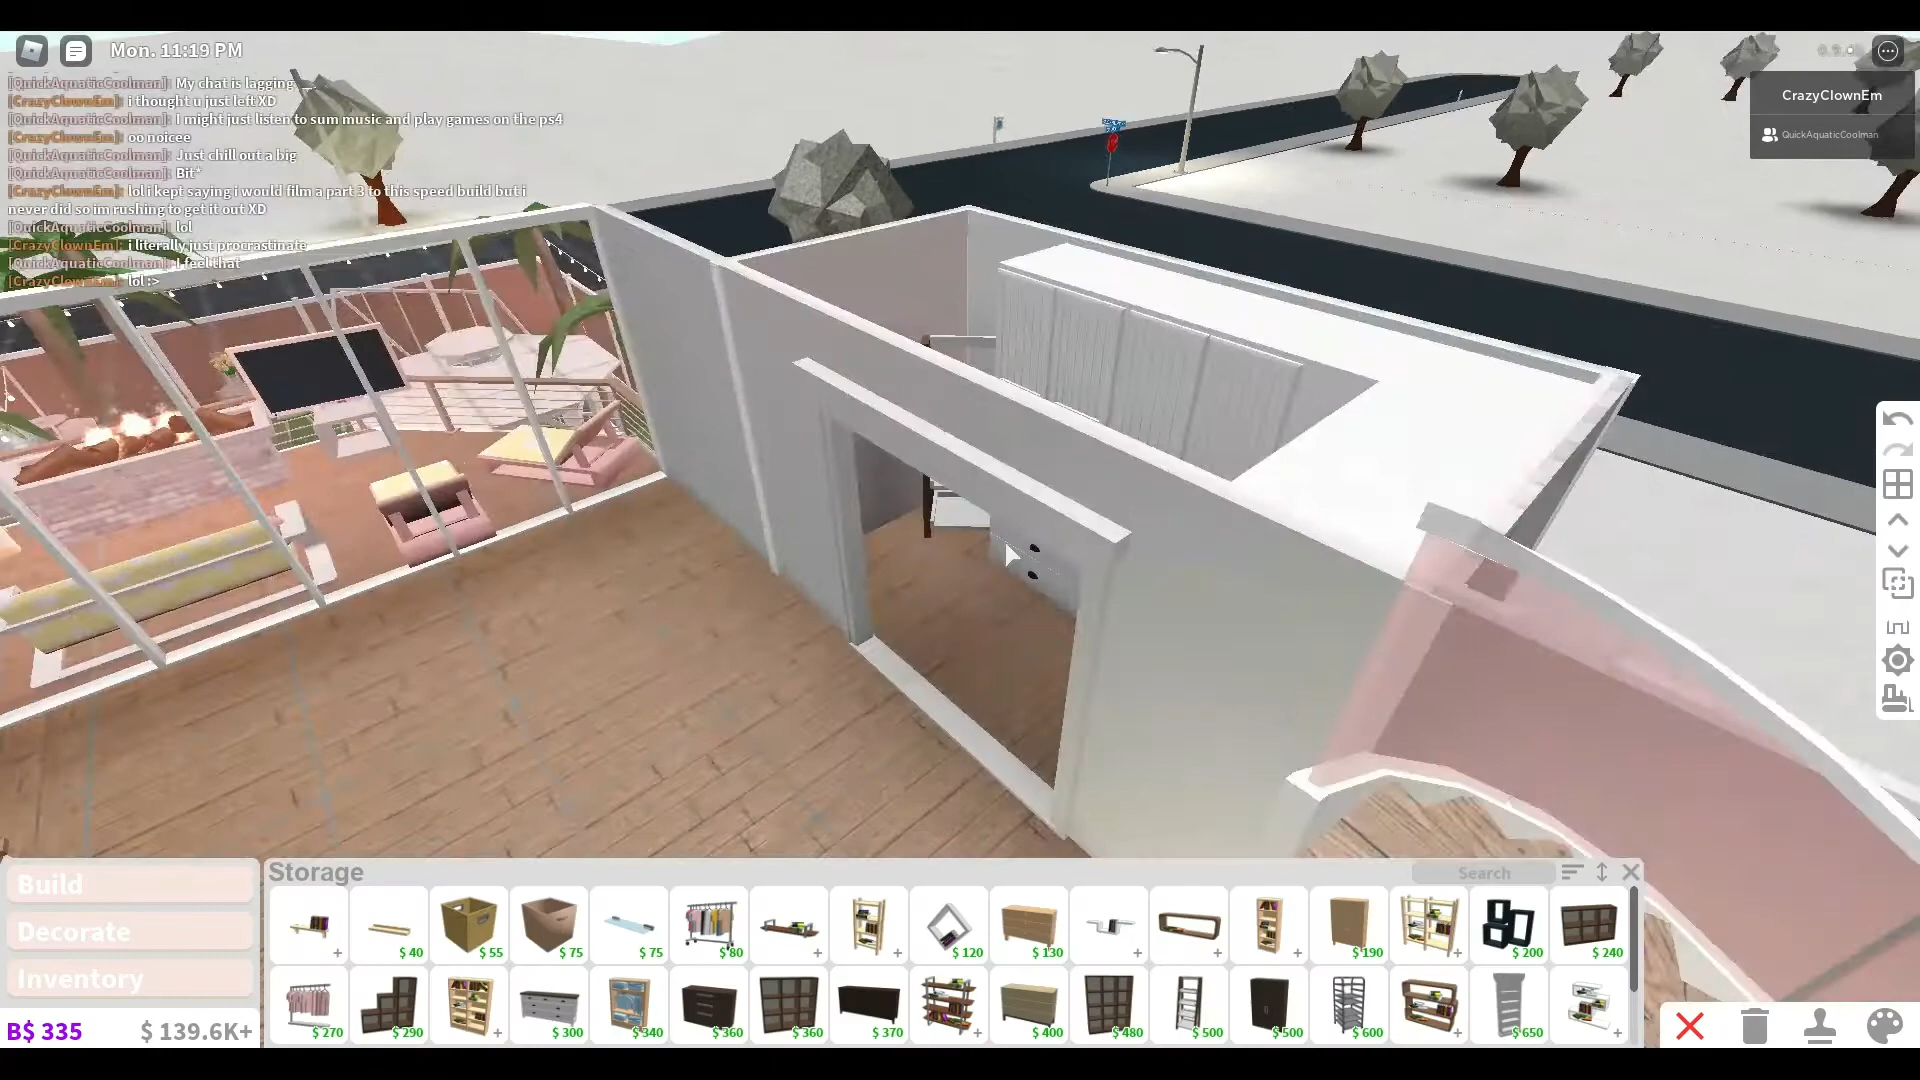 Mon. 11:19 PM
[QuickAquaticCoolman]: My chat is lagging
[CrazyClownEm]: i thought u just left XD
[QuickAquaticCoolman]: I might just listen to sum music and play games on the ps4
[CrazyClownEm]: oo noicee
[QuickAquaticCoolman]: Just chill out a big
[QuickAquaticCoolman]: Bit*
[CrazyClownEm]: lol i kept saying i would film a part 3 to this speed build but i
never did so im rushing to get it out XD
[QuickAquaticCoolman]: lol
[CrazyClownEm]: i literally just procrastinate
[QuickAquaticCoolman]: I feel that
[CrazyClownEm]: lol :>
CrazyClownEm
QuickAquaticCoolman
Build
Decorate
Inventory
B$ 335
$ 139.6K+
Storage
Search
+ $ 40 $ 55 $ 75 $ 75 $ 80 + + $ 120 $ 130 + + + $ 190 + $ 200 $ 240
$ 270 $ 290 + $ 300 $ 340 $ 360 $ 360 $ 370 + $ 400 $ 480 $ 500 $ 500 $ 600 + $ 650 +